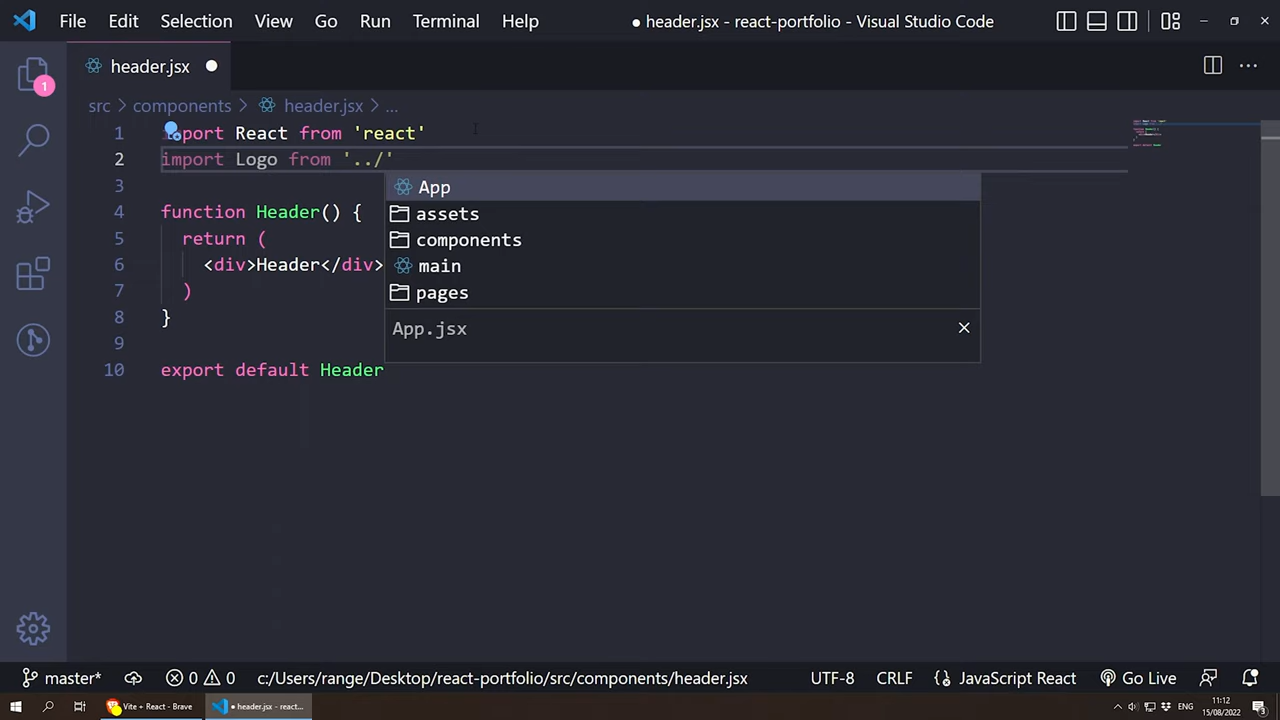 File Edit Selection View Go Run Terminal Help ● header.jsx - react-portfolio - Visual Studio Code
header.jsx ●
1
src > components > header.jsx > ...
1 import React from 'react'
2 import Logo from '../'
3
4 function Header() {
5 return (
6 <div>Header</div>
7 )
8 }
9
10 export default Header
App
assets
components
main
pages
App.jsx
master* 0 0 c:/Users/range/Desktop/react-portfolio/src/components/header.jsx UTF-8 CRLF JavaScript React Go Live
Vite + React - Brave ● header.jsx - react... ENG 11:12
15/08/2022 3